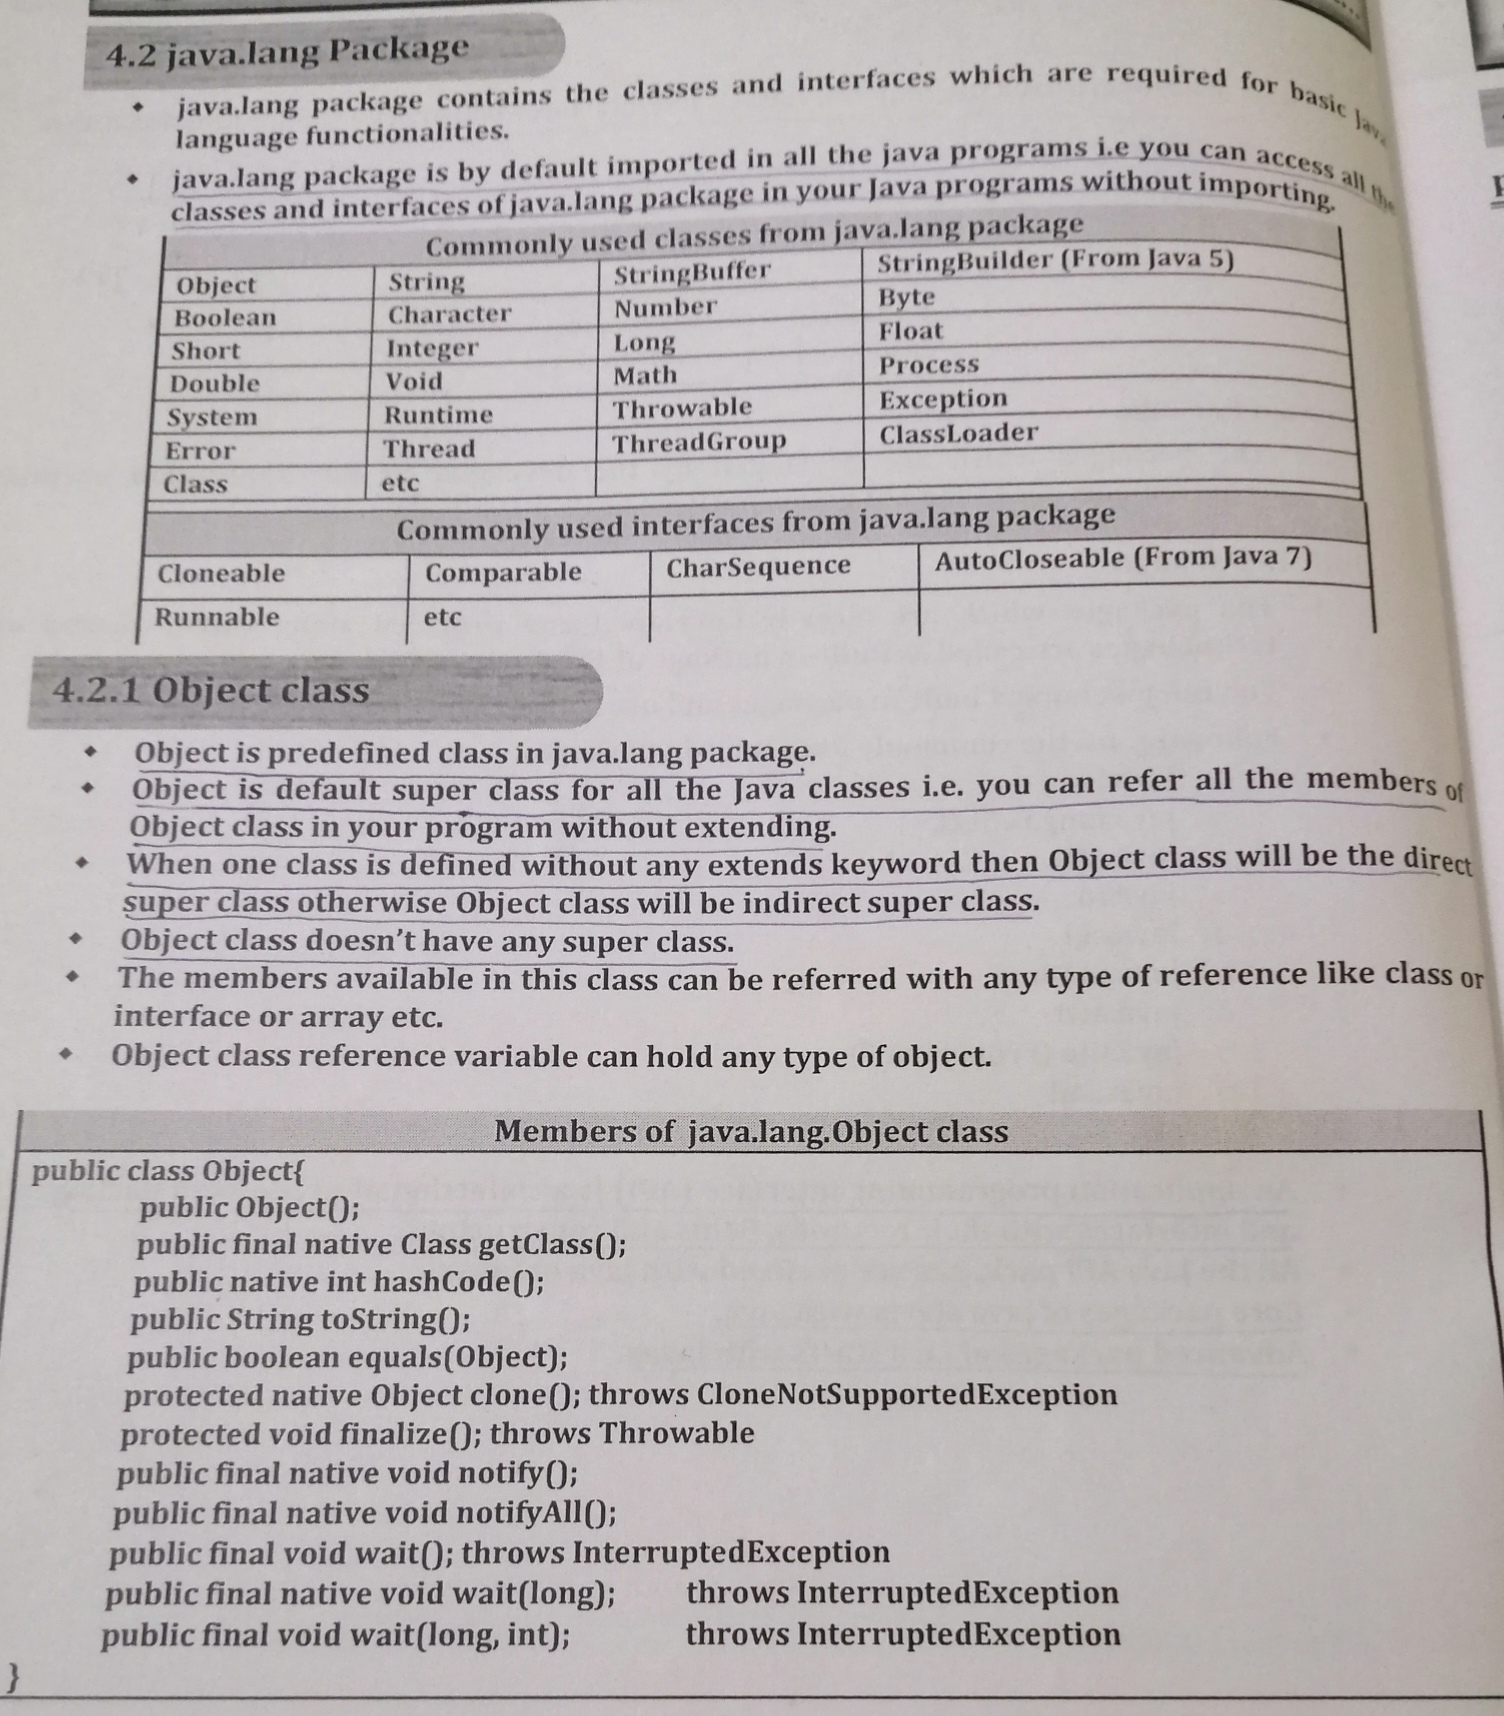 4.2 java.lang Package
java.lang package contains the classes and interfaces which are required for basic Java
language functionalities.
java.lang package is by default imported in all the java programs i.e you can access all the
classes and interfaces of java.lang package in your Java programs without importing.
Commonly used classes from java.lang package
Object String StringBuffer StringBuilder (From Java 5)
Boolean Character Number Byte
Short Integer Long Float
Double Void Math Process
System Runtime Throwable Exception
Error Thread ThreadGroup ClassLoader
Class etc
Commonly used interfaces from java.lang package
Cloneable Comparable CharSequence AutoCloseable (From Java 7)
Runnable etc
4.2.1 Object class
Object is predefined class in java.lang package.
Object is default super class for all the Java classes i.e. you can refer all the members of
Object class in your program without extending.
When one class is defined without any extends keyword then Object class will be the direct
super class otherwise Object class will be indirect super class.
Object class doesn't have any super class.
The members available in this class can be referred with any type of reference like class or
interface or array etc.
Object class reference variable can hold any type of object.
Members of java.lang.Object class
public class Object{
public Object();
public final native Class getClass();
public native int hashCode();
public String toString();
public boolean equals(Object);
protected native Object clone(); throws CloneNotSupportedException
protected void finalize(); throws Throwable
public final native void notify();
public final native void notifyAll();
public final void wait(); throws InterruptedException
public final native void wait(long); throws InterruptedException
public final void wait(long, int); throws InterruptedException
}